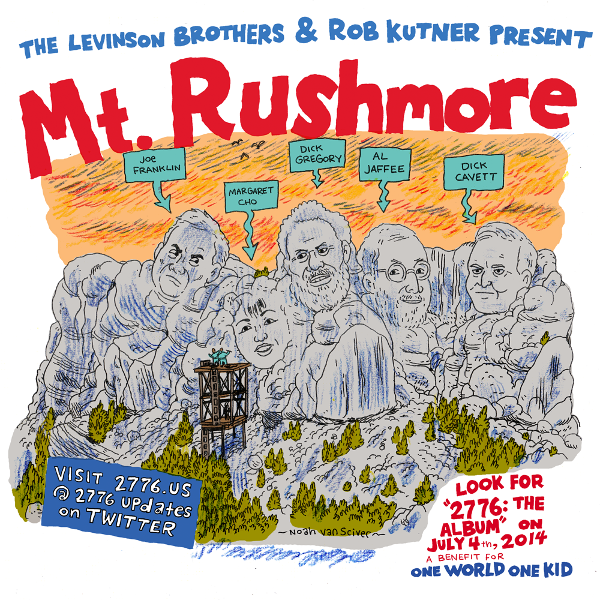 THE LEVINSON BROTHERS & ROB KUTNER PRESENT
Mt. Rushmore
JOE
FRANKLIN
MARGARET
CHO
DICK
GREGORY
AL
JAFFEE
DICK
CAVETT
VISIT 2776.US
@ 2776 UPDATES
ON TWITTER
-NOAH VAN SCIVER-
LOOK FOR
"2776: THE
ALBUM" ON
JULY 4th, 2014
A BENEFIT FOR
ONE WORLD ONE KID